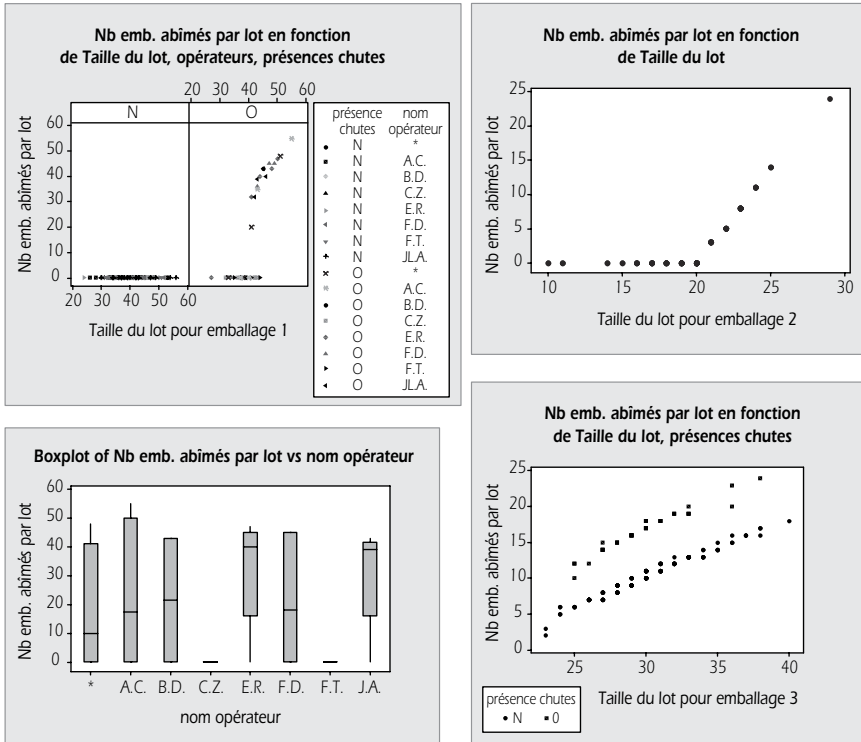 Nb emb. abîmés par lot en fonction
de Taille du lot, opérateurs, présences chutes
20 30 40 50 60
N O
Nb emb. abîmés par lot
60
50
40
30
20
10
0
20 30 40 50 60
Taille du lot pour emballage 1
présence chutes nom opérateur
N *
N A.C.
N B.D.
N C.Z.
N E.R.
N F.D.
N F.T.
N JL.A.
O *
O A.C.
O B.D.
O C.Z.
O E.R.
O F.D.
O F.T.
O JL.A.
Nb emb. abîmés par lot en fonction
de Taille du lot
Nb emb. abîmés par lot
25
20
15
10
5
0
10 15 20 25 30
Taille du lot pour emballage 2
Boxplot of Nb emb. abîmés par lot vs nom opérateur
Nb emb. abîmés par lot
60
50
40
30
20
10
0
* A.C. B.D. C.Z. E.R. F.D. F.T. J.A.
nom opérateur
Nb emb. abîmés par lot en fonction
de Taille du lot, présences chutes
Nb emb. abîmés par lot
25
20
15
10
5
0
25 30 35 40
Taille du lot pour emballage 3
présence chutes
N 0